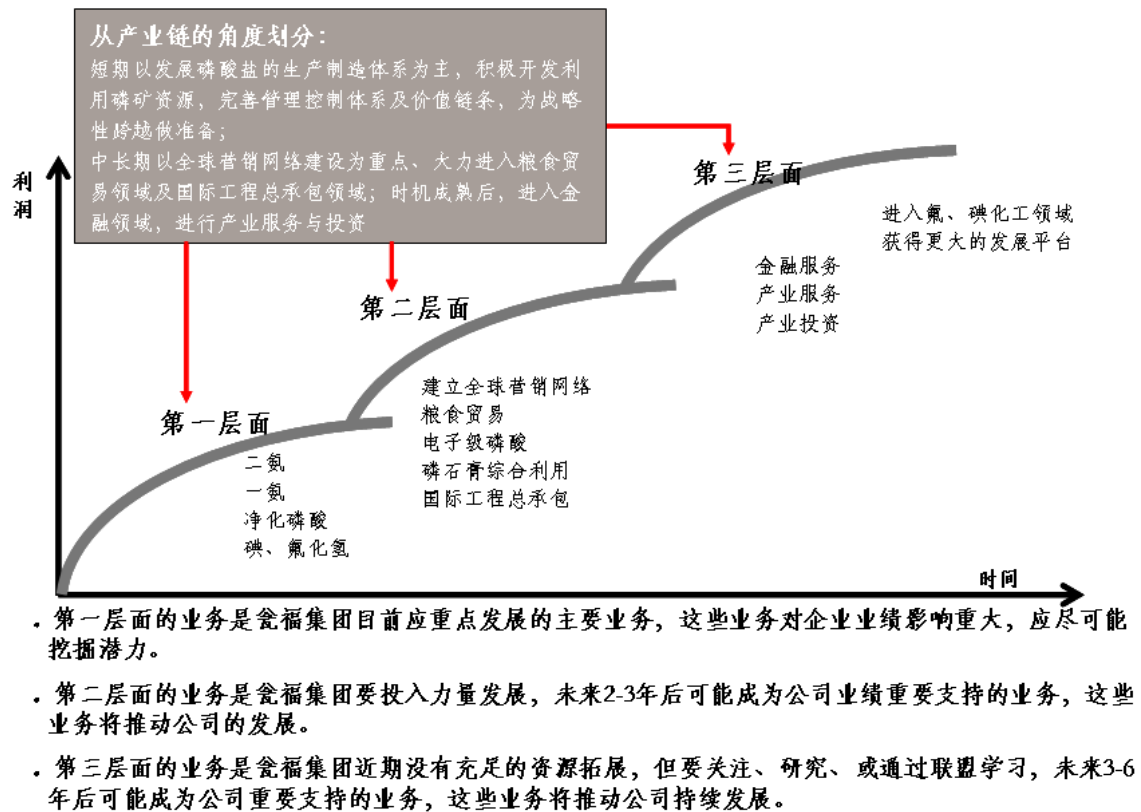 从产业链的角度划分：
短期以发展磷酸盐的生产制造体系为主，积极开发利
用磷矿资源，完善管理控制体系及价值链条，为战略
性跨越做准备；
中长期以全球营销网络建设为重点、大力进入粮食贸
易领域及国际工程总承包领域；时机成熟后，进入金
融领域，进行产业服务与投资
利
润
第三层面
进入氟、碘化工领域
获得更大的发展平台
金融服务
产业服务
产业投资
第二层面
建立全球营销网络
粮食贸易
电子级磷酸
磷石膏综合利用
国际工程总承包
第一层面
二氨
一氨
净化磷酸
碘、氟化氢
时间
. 第一层面的业务是瓮福集团目前应重点发展的主要业务，这些业务对企业业绩影响重大，应尽可能
挖掘潜力。
. 第二层面的业务是瓮福集团要投入力量发展，未来2-3年后可能成为公司业绩重要支持的业务，这些
业务将推动公司的发展。
. 第三层面的业务是瓮福集团近期没有充足的资源拓展，但要关注、研究、或通过联盟学习，未来3-6
年后可能成为公司重要支持的业务，这些业务将推动公司持续发展。